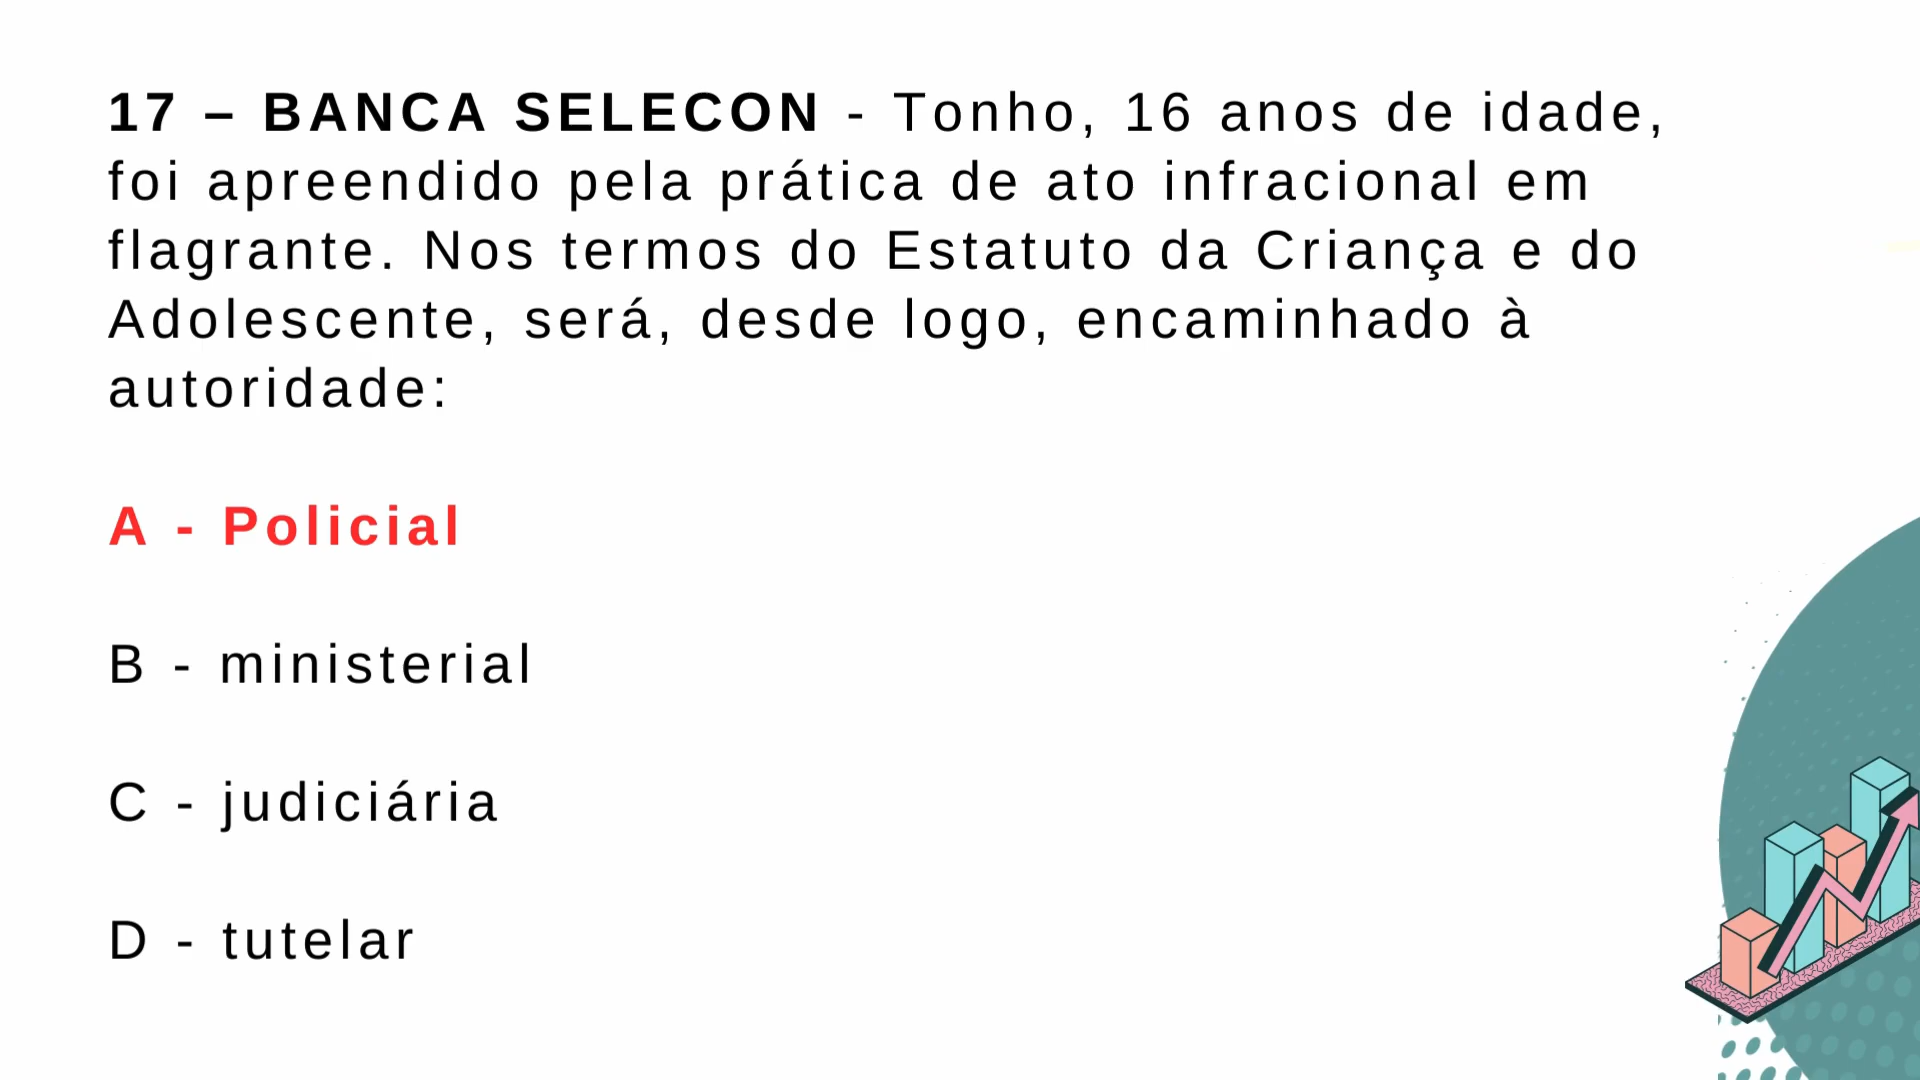 17 – BANCA SELECON - Tonho, 16 anos de idade,
foi apreendido pela prática de ato infracional em
flagrante. Nos termos do Estatuto da Criança e do
Adolescente, será, desde logo, encaminhado à
autoridade:
A - Policial
B - ministerial
C - judiciária
D - tutelar